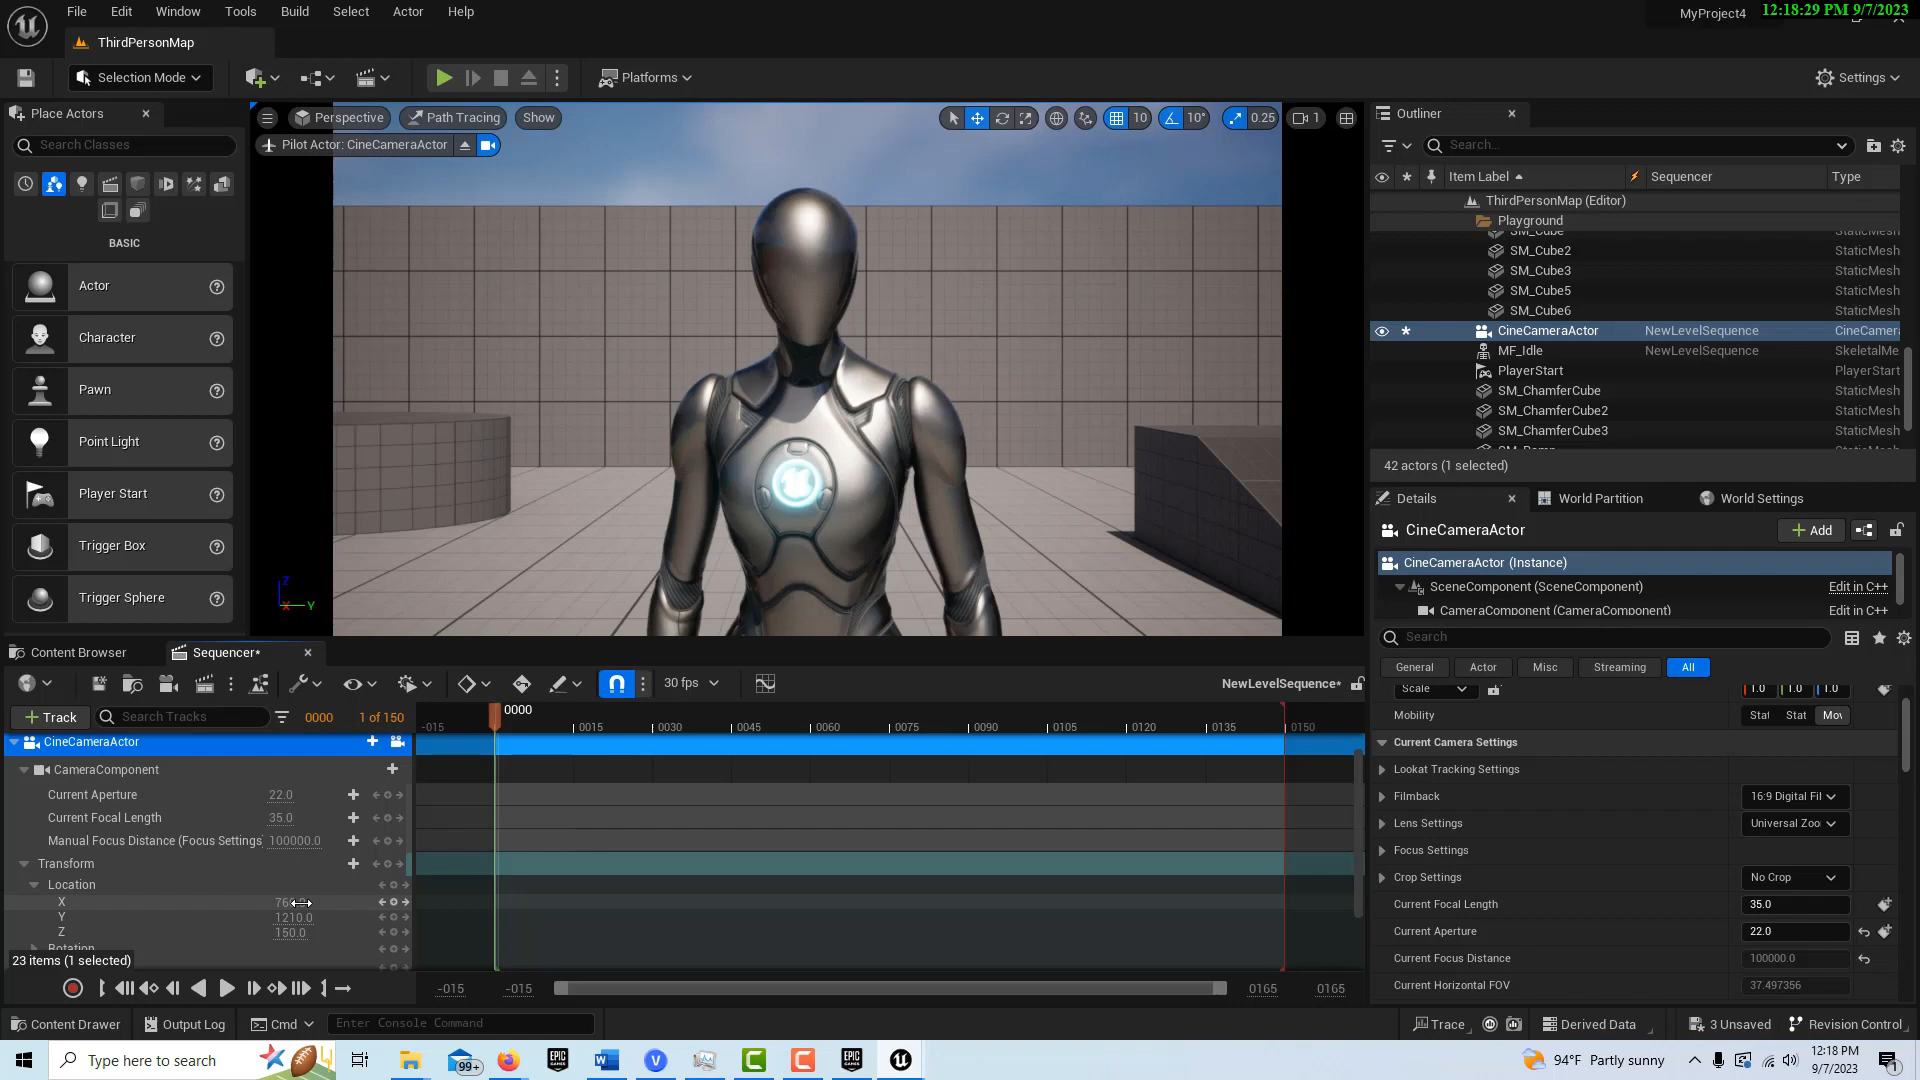 File Edit Window Tools Build Select Actor Help
MyProject4 12:18:29 PM 9/7/2023
ThirdPersonMap
Selection Mode
Platforms
Settings
Place Actors
Search Classes
BASIC
Actor
Character
Pawn
Point Light
Player Start
Trigger Box
Trigger Sphere
Perspective Path Tracing Show
10 10° 0.25 1
Pilot Actor: CineCameraActor
Z
X Y
Outliner
Search...
Item Label Sequencer Type
ThirdPersonMap (Editor)
Playground
SM_Cube StaticMesh
SM_Cube2 StaticMesh
SM_Cube3 StaticMesh
SM_Cube5 StaticMesh
SM_Cube6 StaticMesh
CineCameraActor NewLevelSequence CineCamera
MF_Idle NewLevelSequence SkeletalMe
PlayerStart PlayerStart
SM_ChamferCube StaticMesh
SM_ChamferCube2 StaticMesh
SM_ChamferCube3 StaticMesh
42 actors (1 selected)
Details World Partition World Settings
CineCameraActor
Add
CineCameraActor (Instance)
SceneComponent (SceneComponent) Edit in C++
CameraComponent (CameraComponent) Edit in C++
Search
General Actor Misc Streaming All
Scale 1.0 1.0 1.0
Mobility Stat Stat Mov
Current Camera Settings
Lookat Tracking Settings
Filmback 16:9 Digital Fil
Lens Settings Universal Zoo
Focus Settings
Crop Settings No Crop
Current Focal Length 35.0
Current Aperture 22.0
Current Focus Distance 100000.0
Current Horizontal FOV 37.497356
Content Browser Sequencer*
30 fps
NewLevelSequence*
Track Search Tracks 0000 1 of 150
0000
-015 0015 0030 0045 0060 0075 0090 0105 0120 0135 0150
CineCameraActor
CameraComponent
Current Aperture 22.0
Current Focal Length 35.0
Manual Focus Distance (Focus Settings) 100000.0
Transform
Location
X
Y 1210.0
Z 150.0
Rotation
23 items (1 selected)
-015 -015 0165 0165
Content Drawer Output Log Cmd Enter Console Command
Trace Derived Data 3 Unsaved Revision Control
Type here to search
99+
EPIC GAMES
EPIC GAMES
94°F Partly sunny
12:18 PM
9/7/2023
1